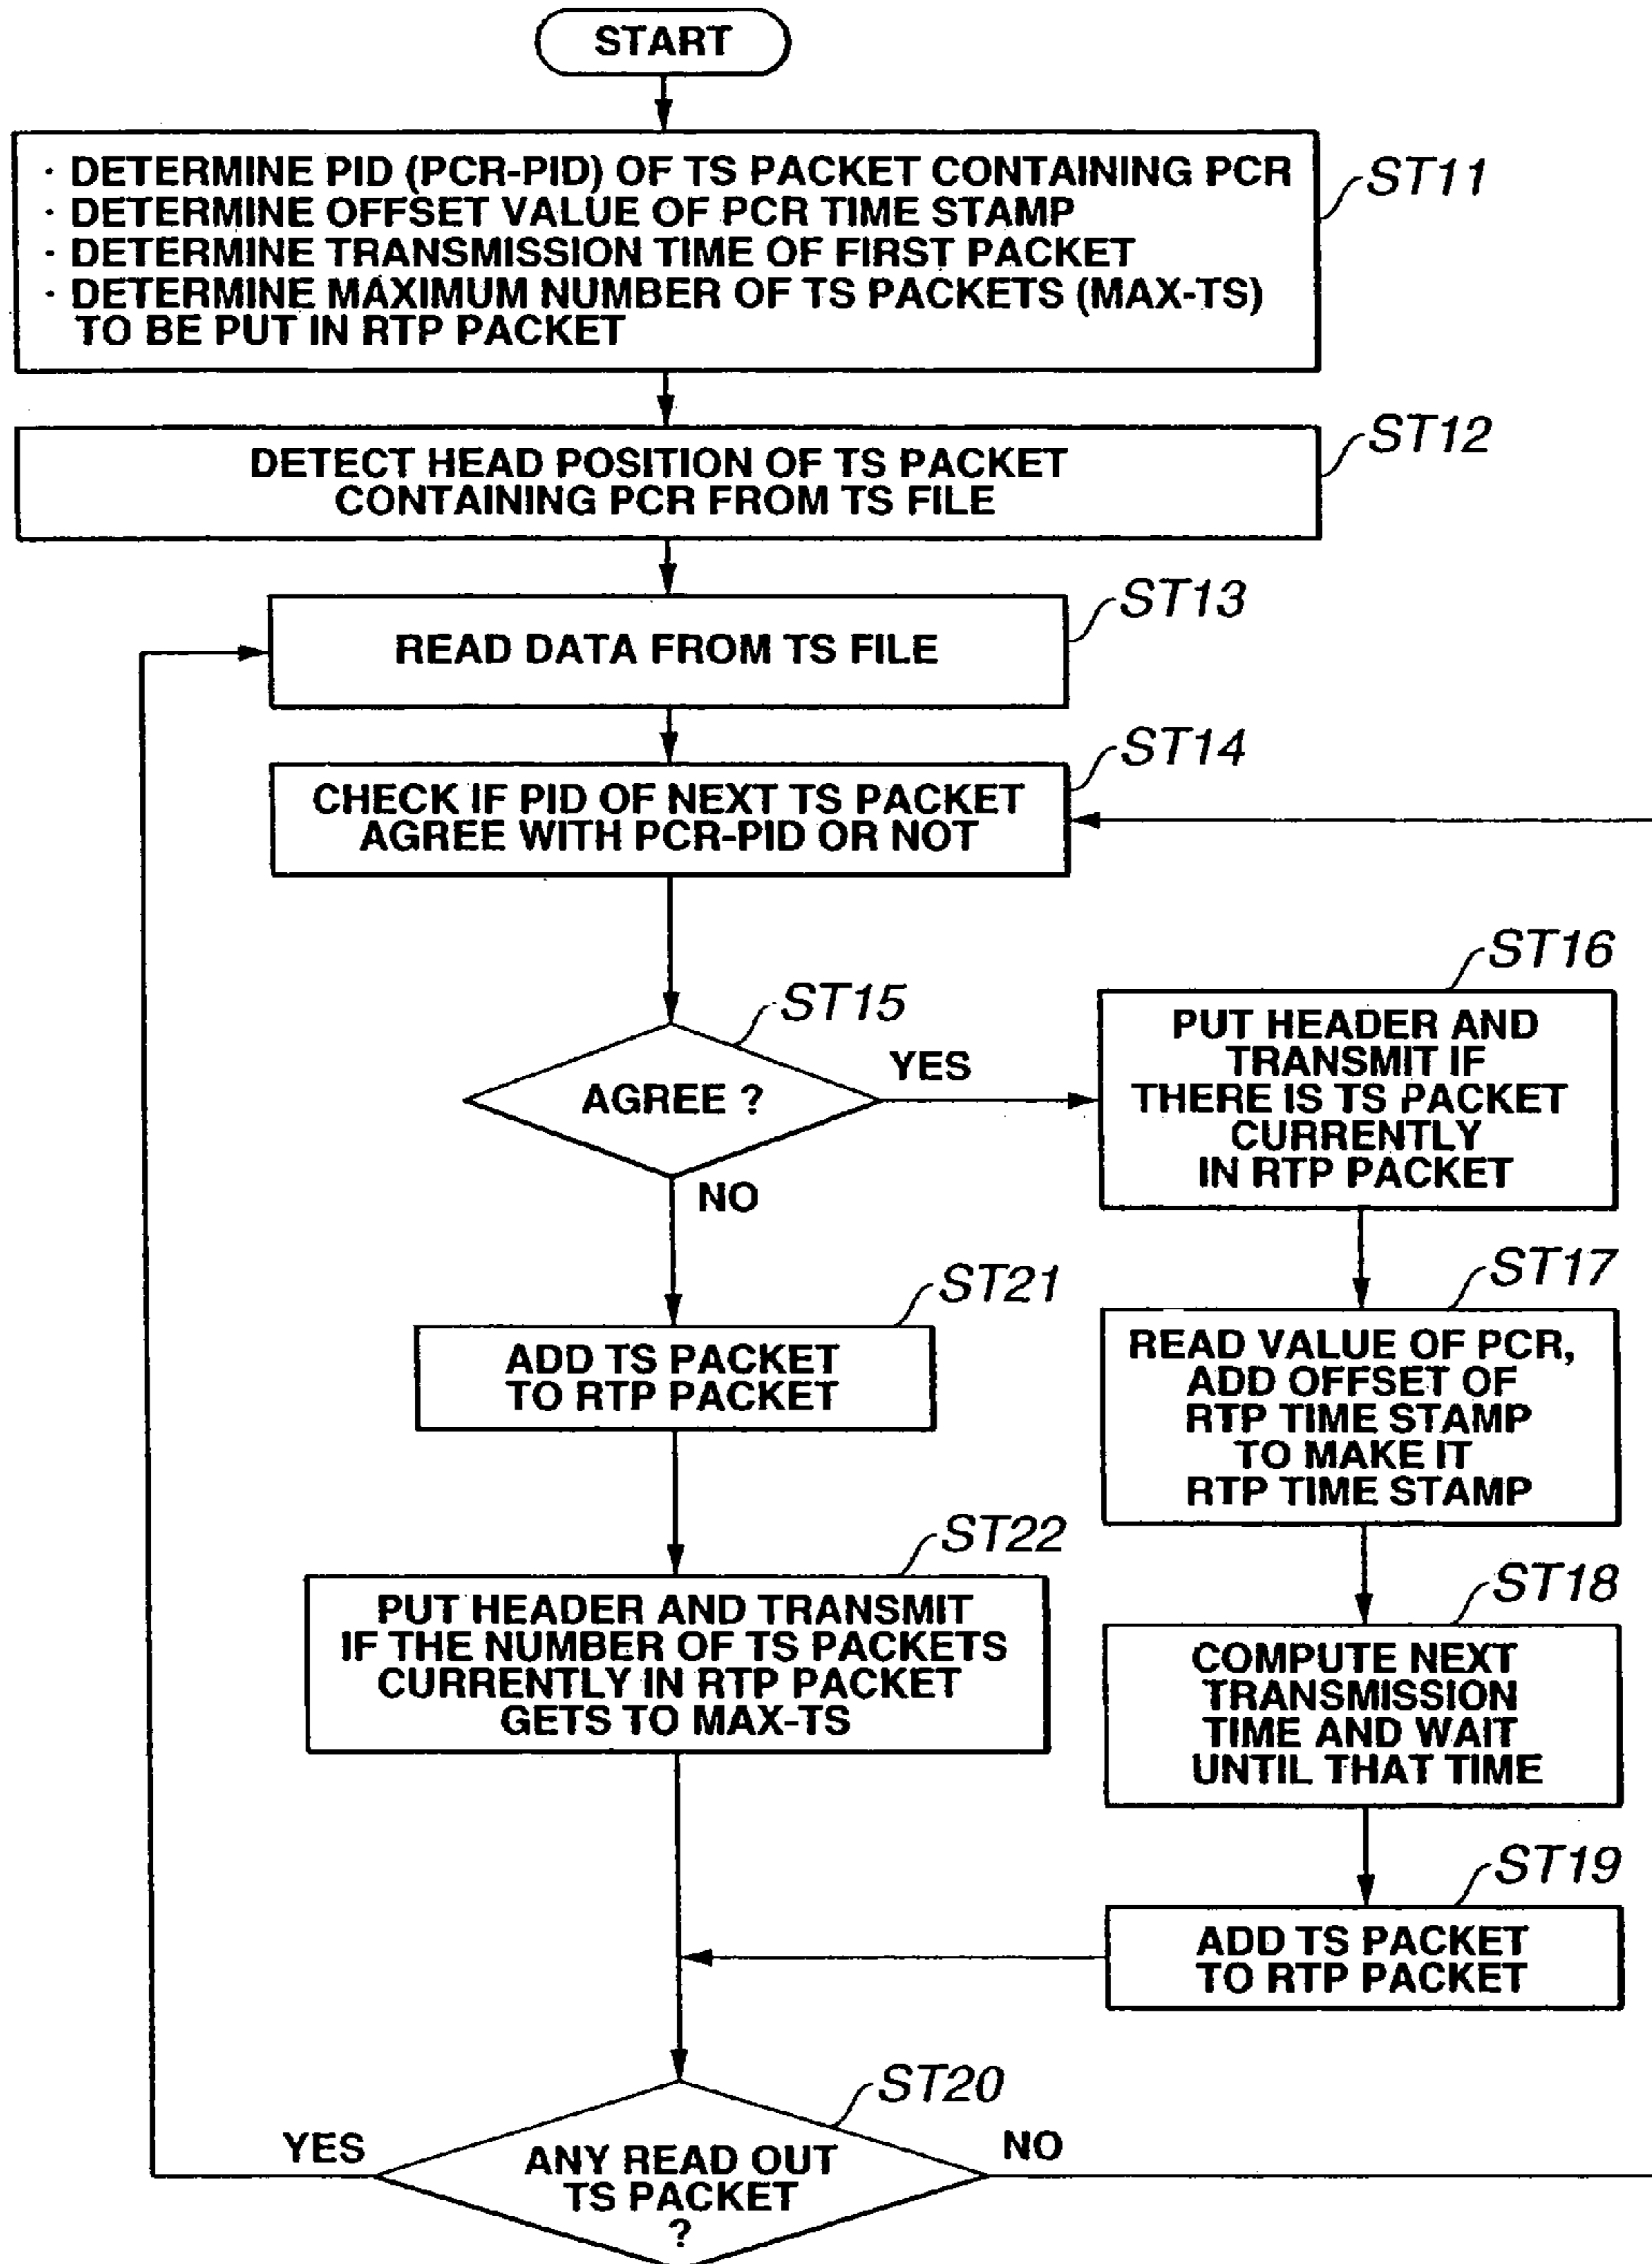 START
· DETERMINE PID (PCR-PID) OF TS PACKET CONTAINING PCR
· DETERMINE OFFSET VALUE OF PCR TIME STAMP
· DETERMINE TRANSMISSION TIME OF FIRST PACKET
· DETERMINE MAXIMUM NUMBER OF TS PACKETS (MAX-TS)
TO BE PUT IN RTP PACKET
ST11
DETECT HEAD POSITION OF TS PACKET
CONTAINING PCR FROM TS FILE
ST12
READ DATA FROM TS FILE
ST13
CHECK IF PID OF NEXT TS PACKET
AGREE WITH PCR-PID OR NOT
ST14
AGREE ?
ST15
YES
NO
ST16
PUT HEADER AND
TRANSMIT IF
THERE IS TS PACKET
CURRENTLY
IN RTP PACKET
ST17
READ VALUE OF PCR,
ADD OFFSET OF
RTP TIME STAMP
TO MAKE IT
RTP TIME STAMP
ST18
COMPUTE NEXT
TRANSMISSION
TIME AND WAIT
UNTIL THAT TIME
ST19
ADD TS PACKET
TO RTP PACKET
ST21
ADD TS PACKET
TO RTP PACKET
ST22
PUT HEADER AND TRANSMIT
IF THE NUMBER OF TS PACKETS
CURRENTLY IN RTP PACKET
GETS TO MAX-TS
ST20
ANY READ OUT
TS PACKET
?
YES
NO